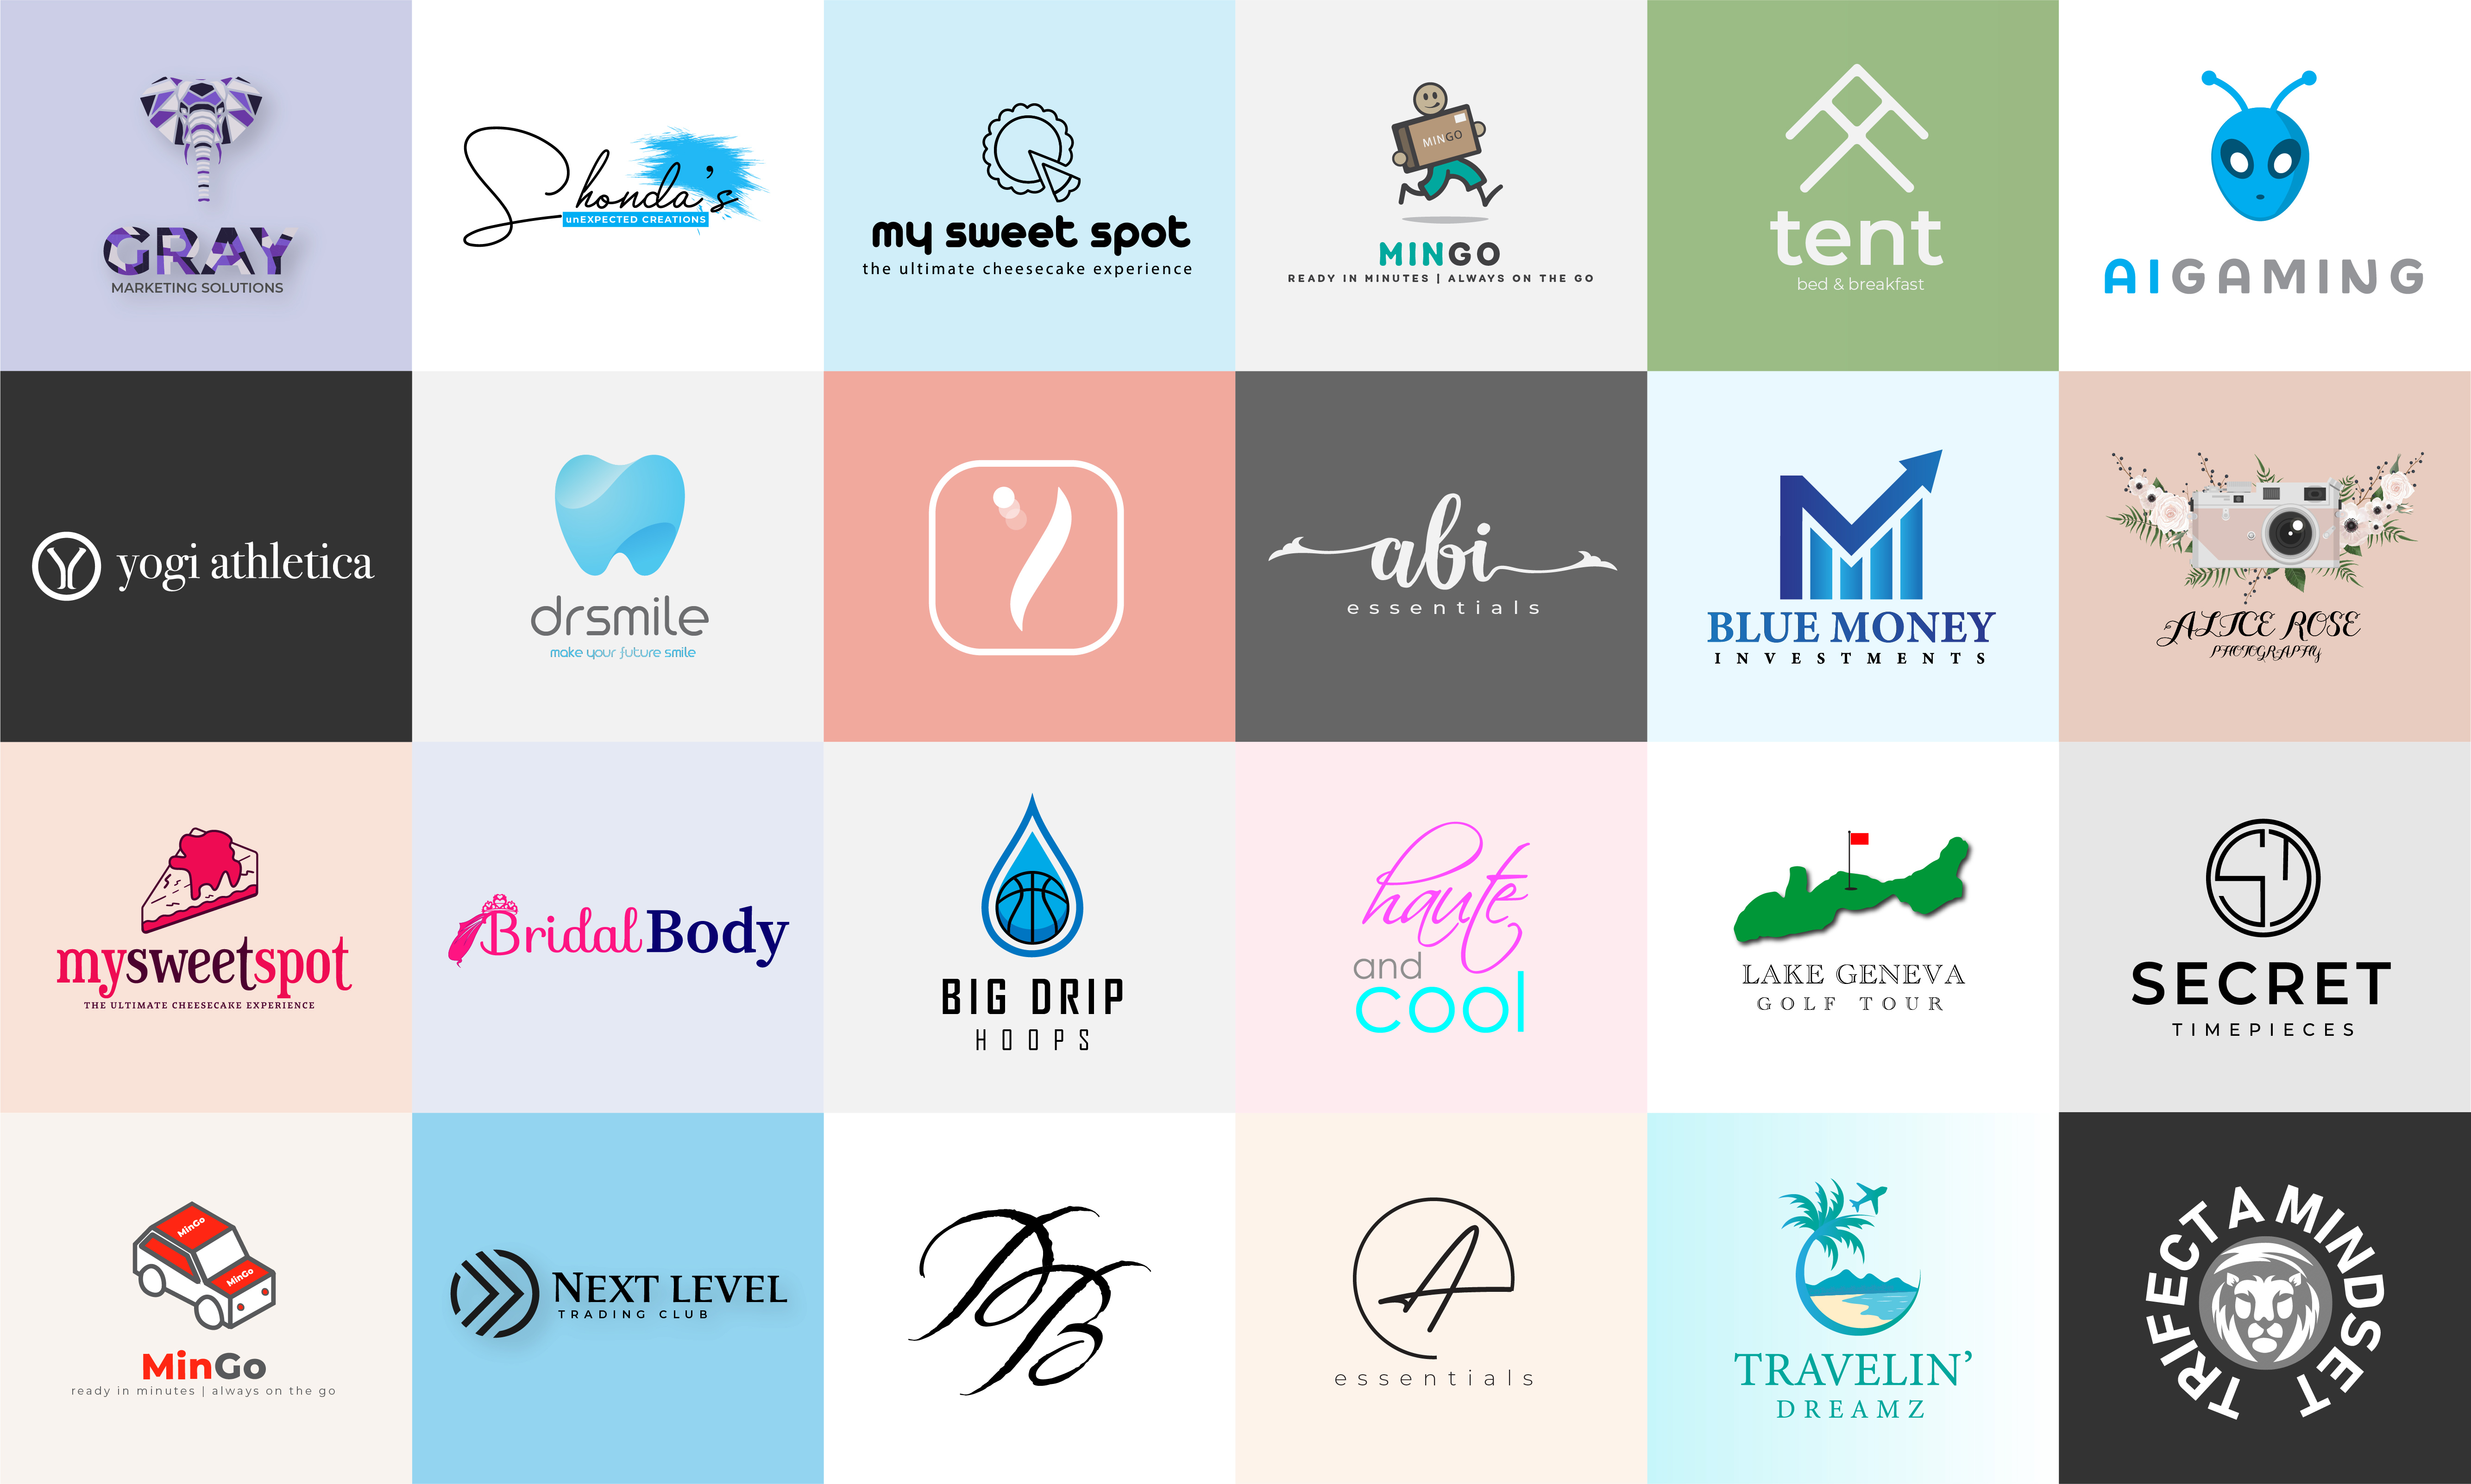 GRAY
MARKETING SOLUTIONS
Shonda's
unEXPECTED CREATIONS
my sweet spot
the ultimate cheesecake experience
MINGO
MINGO
READY IN MINUTES | ALWAYS ON THE GO
tent
bed & breakfast
AIGAMING
Y yogi athletica
drsmile
make your future smile
abi
essentials
M
BLUE MONEY
INVESTMENTS
ALICE ROSE
PHOTOGRAPHY
mysweetspot
THE ULTIMATE CHEESECAKE EXPERIENCE
Bridal Body
BIG DRIP
HOOPS
haute
and
cool
LAKE GENEVA
GOLF TOUR
ST
SECRET
TIMEPIECES
MinGo
MinGo
MinGo
ready in minutes | always on the go
NEXT LEVEL
TRADING CLUB
A
essentials
TRAVELIN'
DREAMZ
TRIFECTA MINDSET